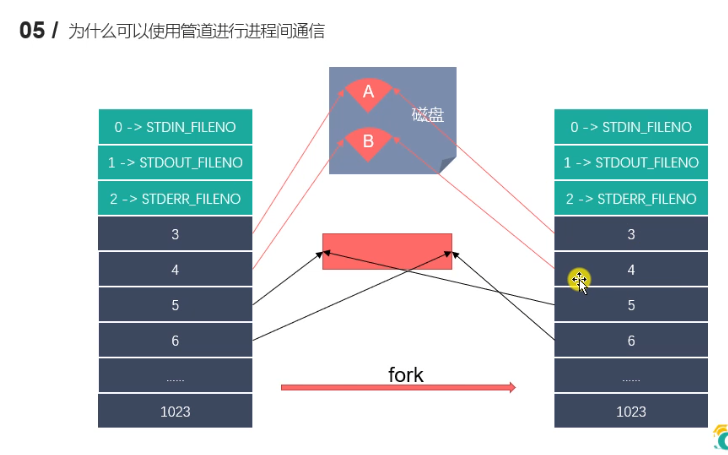 05 / 为什么可以使用管道进行进程间通信
A
B
磁盘
0 -> STDIN_FILENO
1 -> STDOUT_FILENO
2 -> STDERR_FILENO
3
4
5
6
......
1023
fork
0 -> STDIN_FILENO
1 -> STDOUT_FILENO
2 -> STDERR_FILENO
3
4
5
6
......
1023